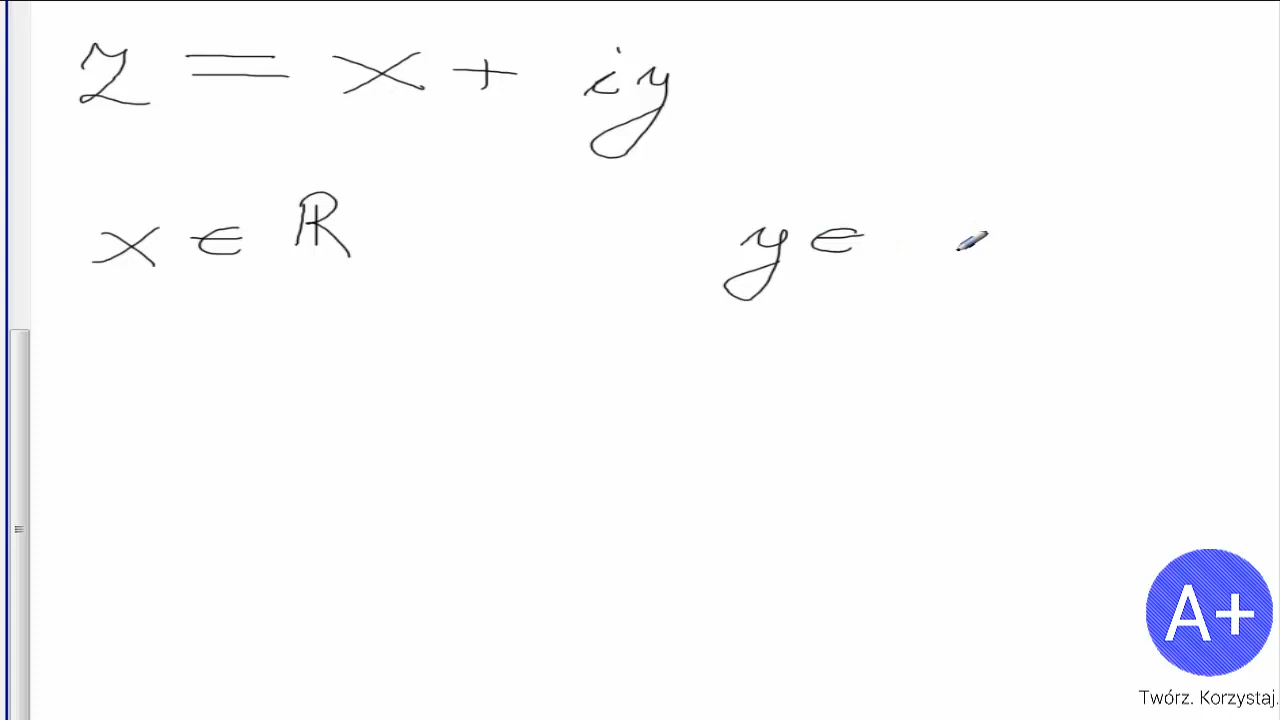 z = x + iy
x ∈ ℝ y ∈
A+
Twórz. Korzystaj.